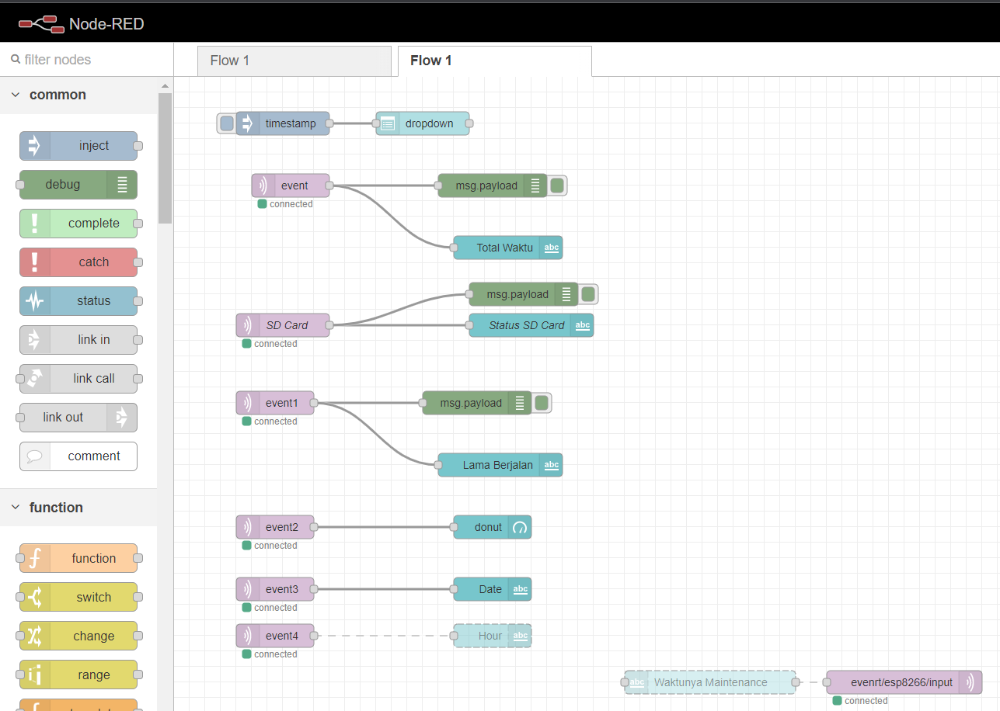 Node-RED
filter nodes
Flow 1
Flow 1
common
inject
debug
complete
catch
status
link in
link call
link out
comment
function
function
switch
change
range
timestamp
dropdown
event
connected
msg.payload
Total Waktu
abc
msg.payload
SD Card
connected
Status SD Card
abc
event1
connected
msg.payload
Lama Berjalan
abc
event2
connected
donut
event3
connected
Date
abc
event4
connected
Hour
abc
abc
Waktunya Maintenance
evenrt/esp8266/input
connected